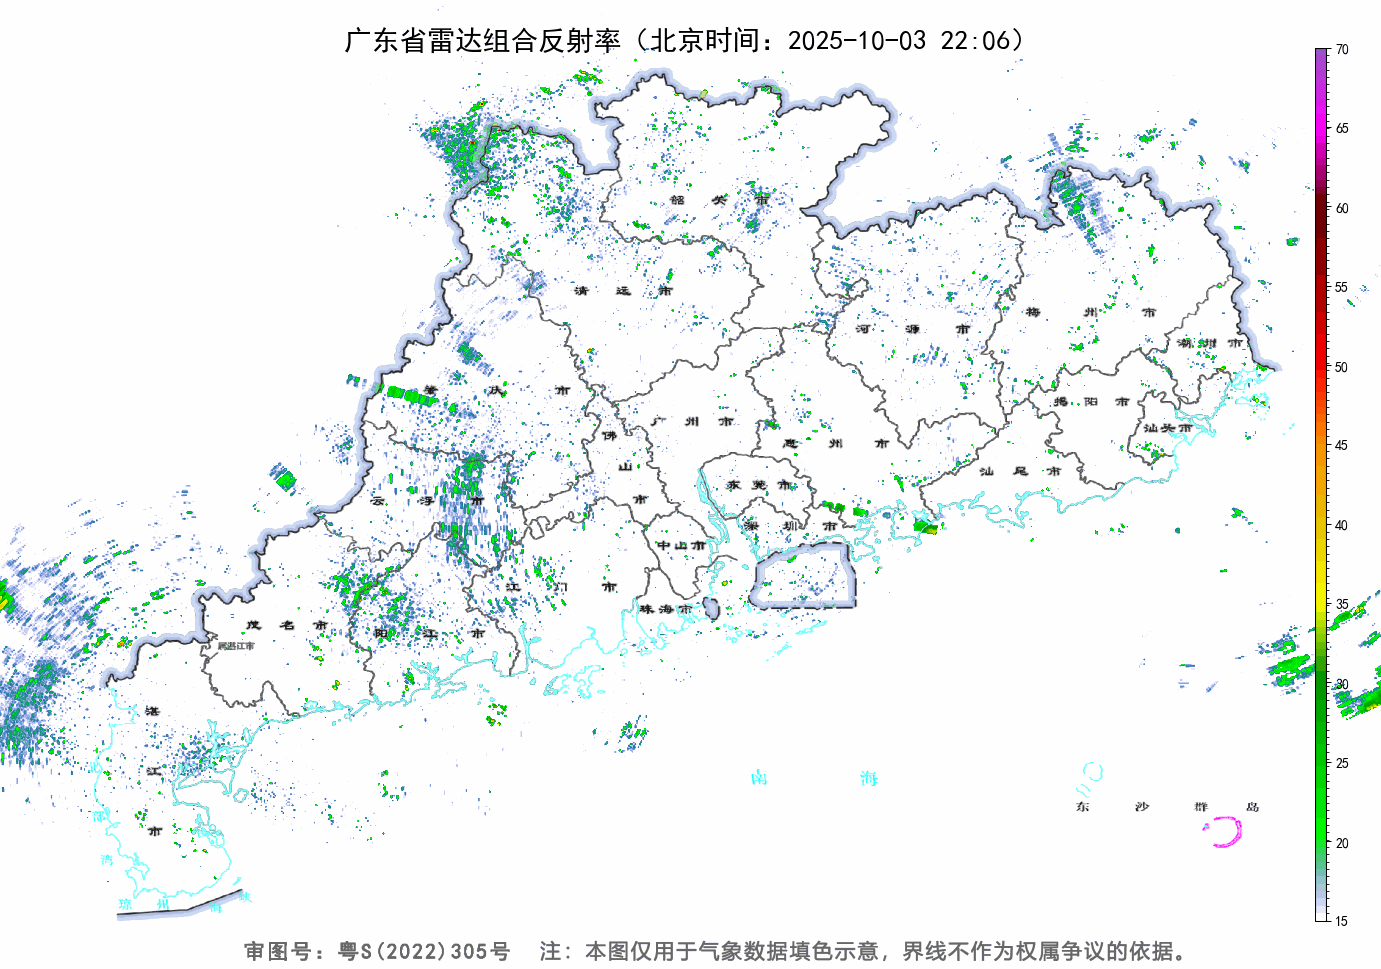 广东省雷达组合反射率（北京时间：2025-10-03 22:06）
70
65
60
55
50
45
40
35
30
25
20
15
韶关市
清远市
河源市
梅州市
潮州市
肇庆市
广州市
佛山市
惠州市
揭阳市
汕头市
汕尾市
云浮市
东莞市
深圳市
中山市
江门市
珠海市
茂名市
属湛江市
阳江市
湛江市
南海
东沙群岛
琼州海峡
审图号：粤S(2022)305号 注：本图仅用于气象数据填色示意，界线不作为权属争议的依据。